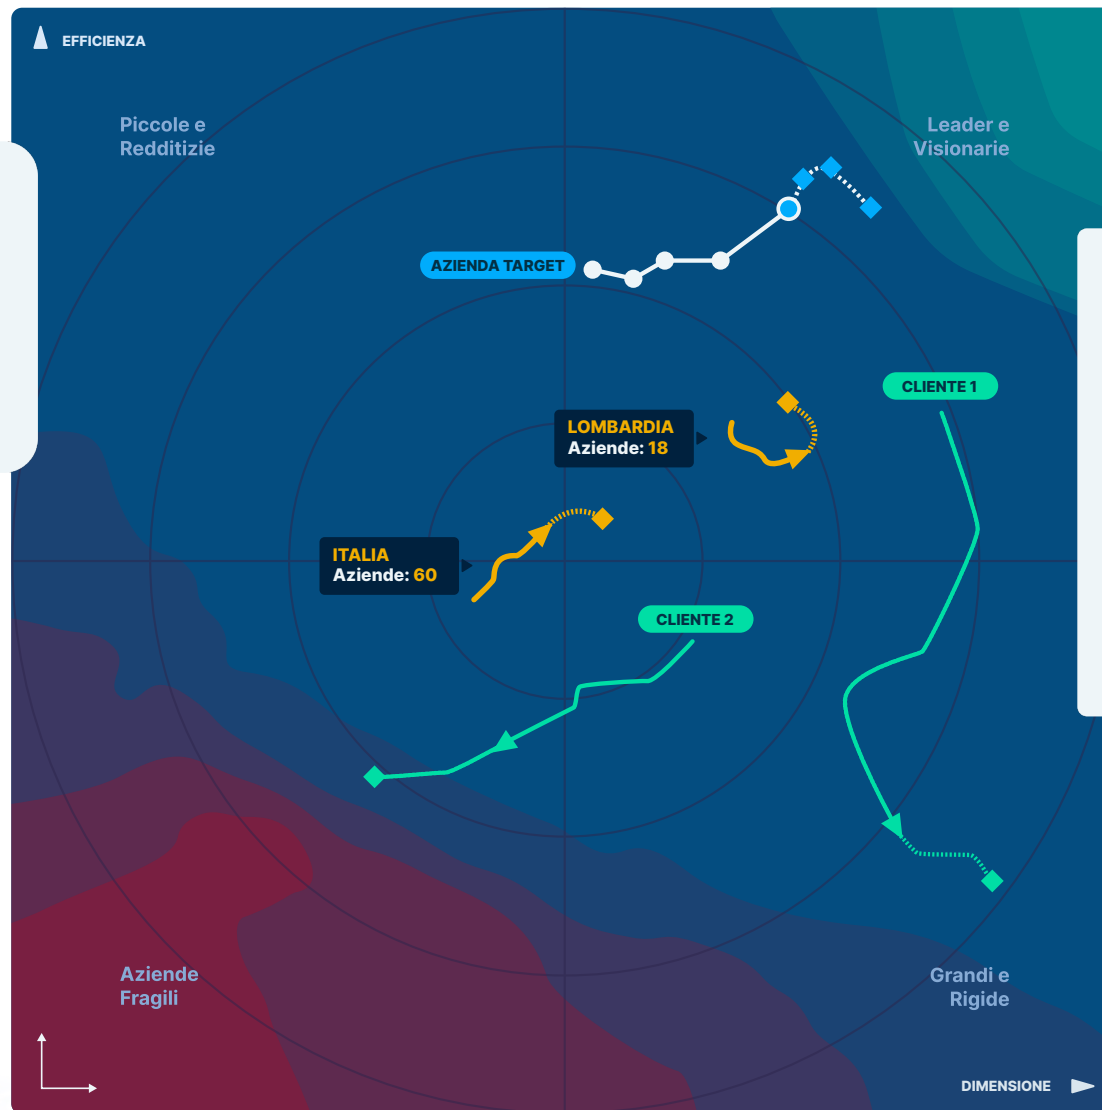 EFFICIENZA
Piccole e
Redditizie
Leader e
Visionarie
AZIENDA TARGET
CLIENTE 1
LOMBARDIA
Aziende: 18
ITALIA
Aziende: 60
CLIENTE 2
Aziende
Fragili
Grandi e
Rigide
DIMENSIONE